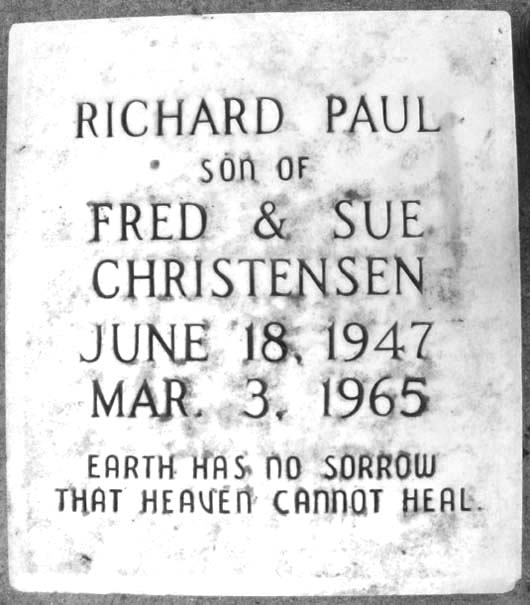 RICHARD PAUL
SON OF
FRED & SUE
CHRISTENSEN
JUNE 18, 1947
MAR. 3, 1965
EARTH HAS NO SORROW
THAT HEAVEN CANNOT HEAL.